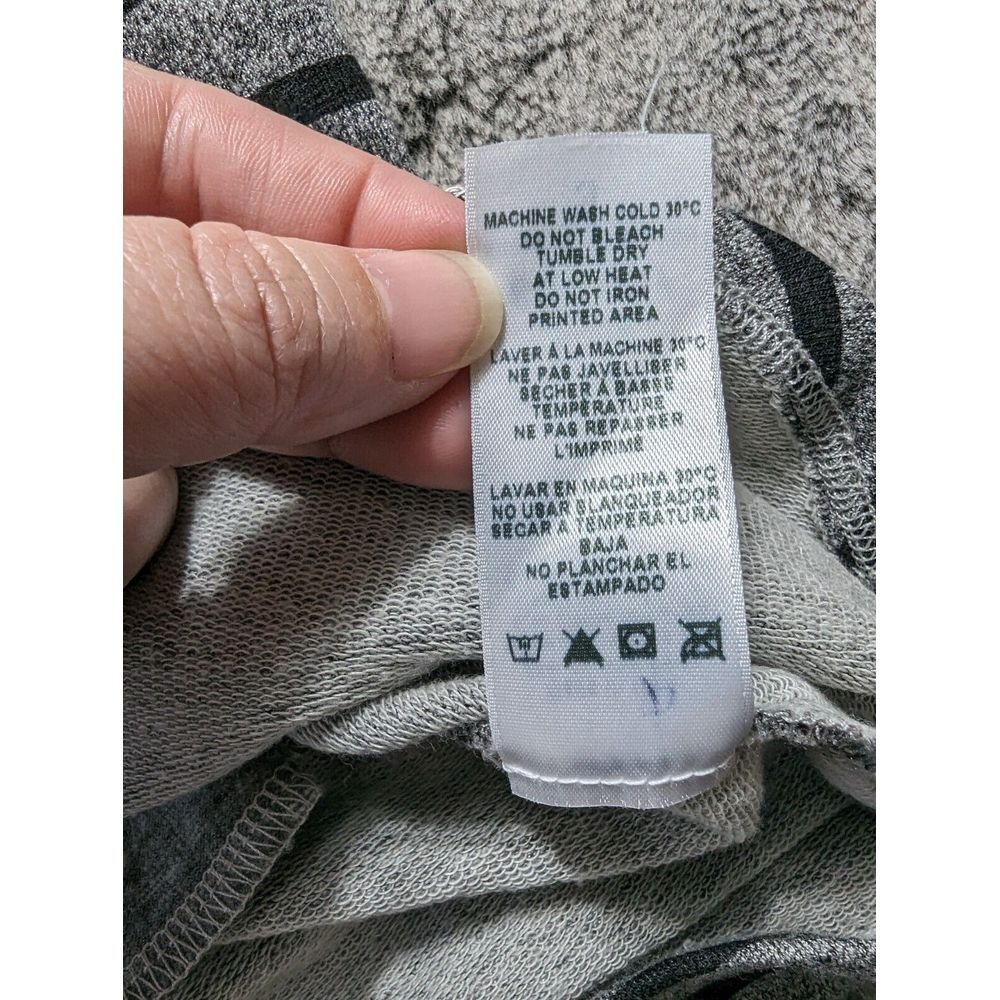 MACHINE WASH COLD 30°C
DO NOT BLEACH
TUMBLE DRY
AT LOW HEAT
DO NOT IRON
PRINTED AREA
LAVER À LA MACHINE 30°C
NE PAS JAVELLISER
SÉCHER A BASSE
TEMPÉRATURE
NE PAS REPASSER
L'IMPRIMÉ
LAVAR EN MAQUINA 30°C
NO USAR BLANQUEADOR
SECAR A TEMPERATURA
BAJA
NO PLANCHAR EL
ESTAMPADO